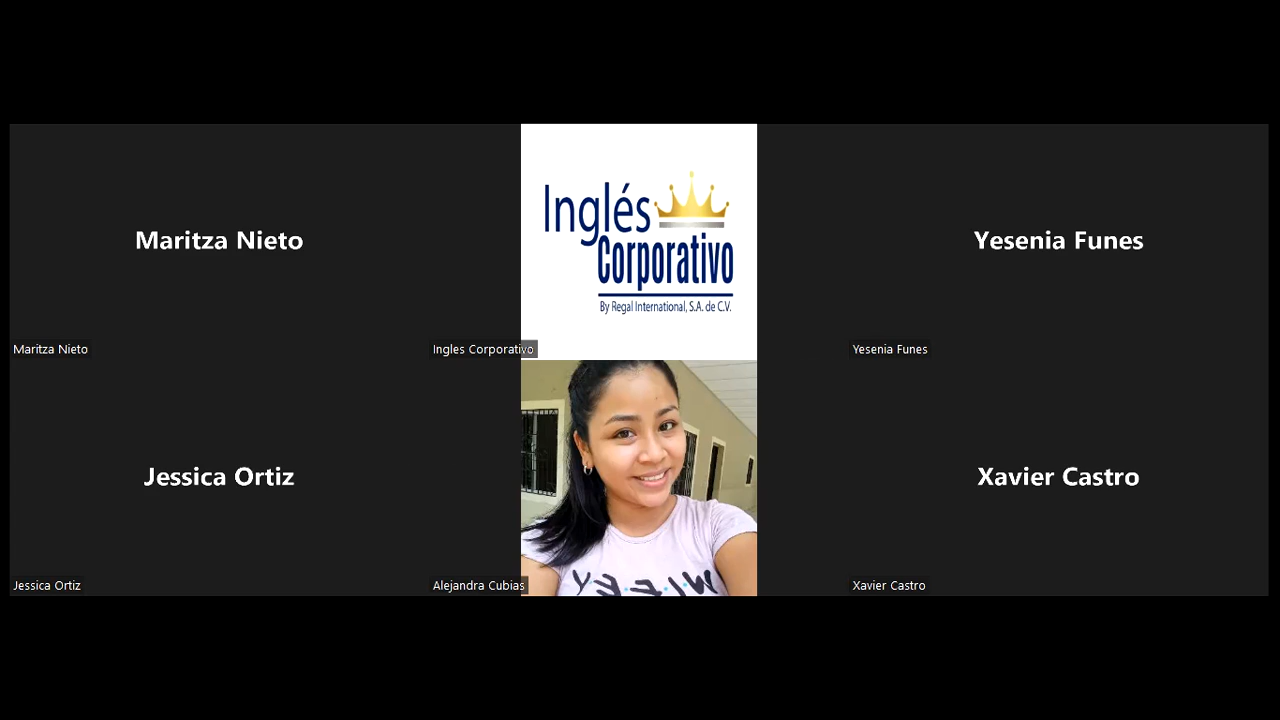 Maritza Nieto
Inglés
Corporativo
By Regal International, S.A. de C.V.
Yesenia Funes
Maritza Nieto
Ingles Corporativo
Yesenia Funes
Jessica Ortiz
Xavier Castro
Jessica Ortiz
Alejandra Cubias
Xavier Castro